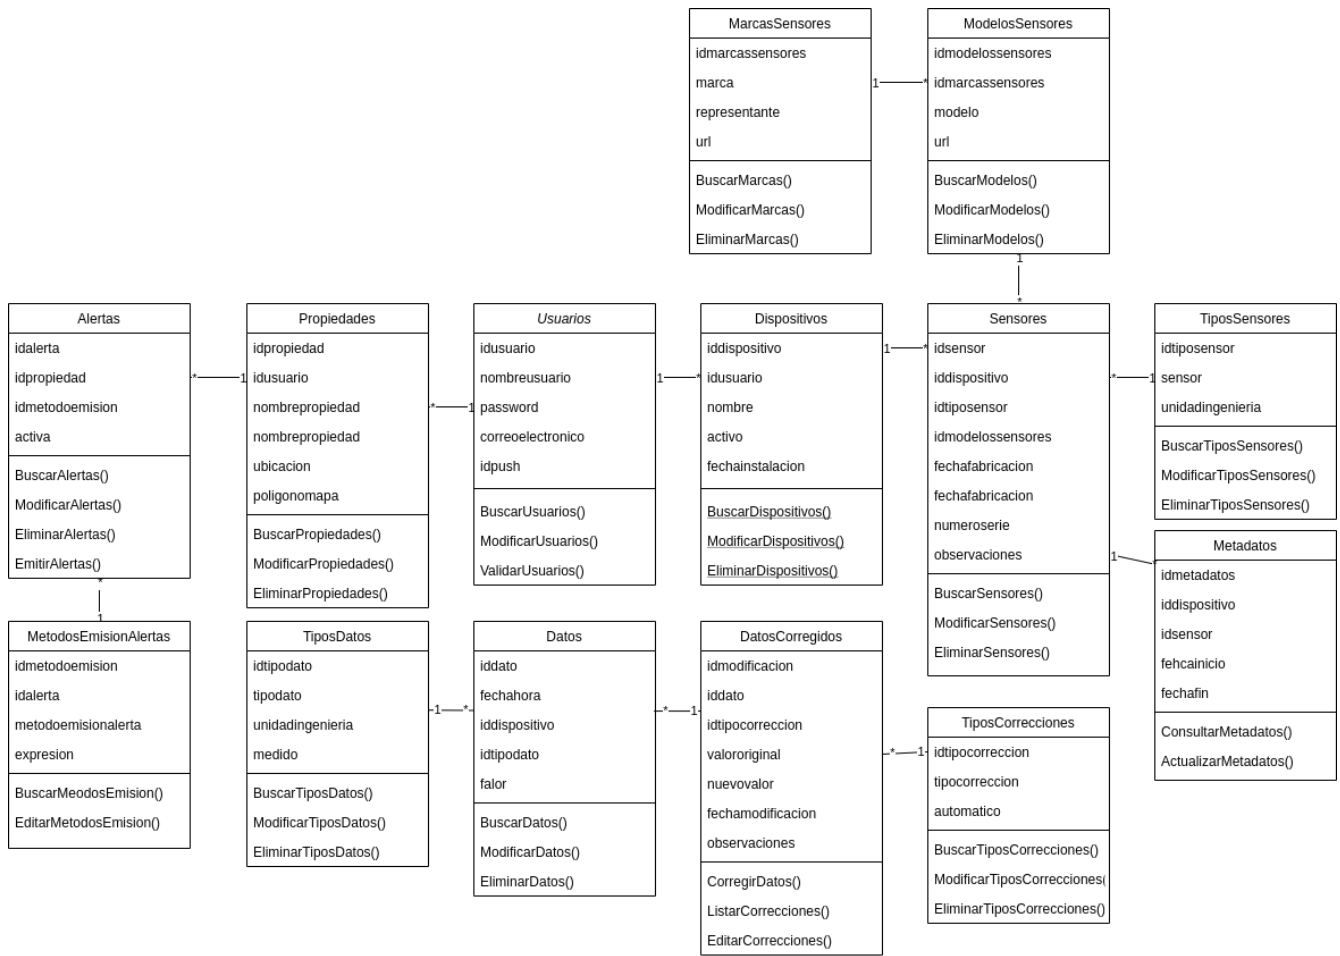 MarcasSensores
idmarcassensores
marca
representante
url
BuscarMarcas()
ModificarMarcas()
EliminarMarcas()
1
*
ModelosSensores
idmodelossensores
idmarcassensores
modelo
url
BuscarModelos()
ModificarModelos()
EliminarModelos()
1
*
Alertas
idalerta
idpropiedad
idmetodoemision
activa
BuscarAlertas()
ModificarAlertas()
EliminarAlertas()
EmitirAlertas()
*
1
*
1
Propiedades
idpropiedad
idusuario
nombrepropiedad
nombrepropiedad
ubicacion
poligonomapa
BuscarPropiedades()
ModificarPropiedades()
EliminarPropiedades()
*
1
Usuarios
idusuario
nombreusuario
password
correoelectronico
idpush
BuscarUsuarios()
ModificarUsuarios()
ValidarUsuarios()
1
*
Dispositivos
iddispositivo
idusuario
nombre
activo
fechainstalacion
BuscarDispositivos()
ModificarDispositivos()
EliminarDispositivos()
1
*
Sensores
idsensor
iddispositivo
idtiposensor
idmodelossensores
fechafabricacion
fechafabricacion
numeroserie
observaciones
BuscarSensores()
ModificarSensores()
EliminarSensores()
*
1
1
*
TiposSensores
idtiposensor
sensor
unidadingenieria
BuscarTiposSensores()
ModificarTiposSensores()
EliminarTiposSensores()
Metadatos
idmetadatos
iddispositivo
idsensor
fehcainicio
fechafin
ConsultarMetadatos()
ActualizarMetadatos()
MetodosEmisionAlertas
idmetodoemision
idalerta
metodoemisionalerta
expresion
BuscarMeodosEmision()
EditarMetodosEmision()
TiposDatos
idtipodato
tipodato
unidadingenieria
medido
BuscarTiposDatos()
ModificarTiposDatos()
EliminarTiposDatos()
1
*
Datos
iddato
fechahora
iddispositivo
idtipodato
falor
BuscarDatos()
ModificarDatos()
EliminarDatos()
*
1
DatosCorregidos
idmodificacion
iddato
idtipocorreccion
valororiginal
nuevovalor
fechamodificacion
observaciones
CorregirDatos()
ListarCorrecciones()
EditarCorrecciones()
*
1
TiposCorrecciones
idtipocorreccion
tipocorreccion
automatico
BuscarTiposCorrecciones()
ModificarTiposCorrecciones(
EliminarTiposCorrecciones()